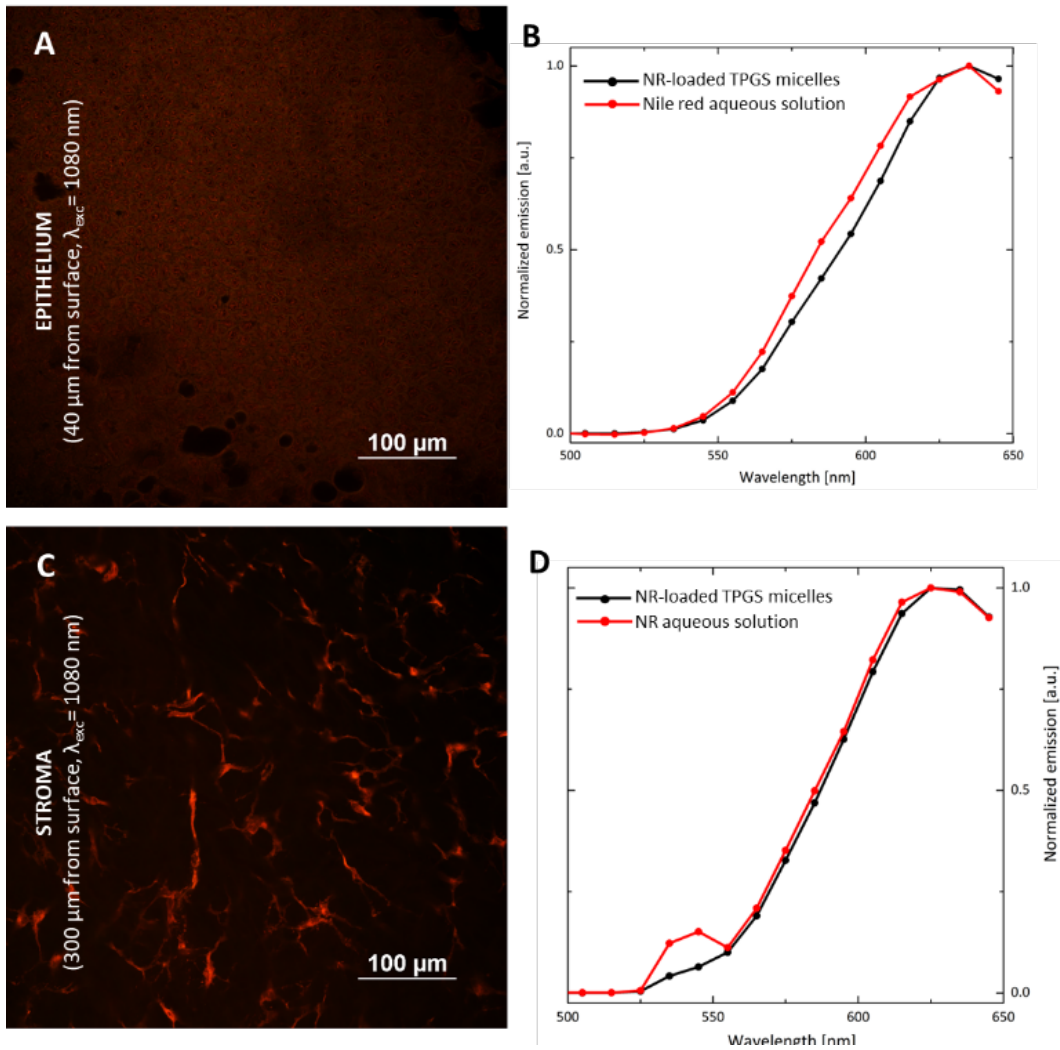 A
EPITHELIUM
(40 µm from surface, λexc= 1080 nm)
100 µm
B
NR-loaded TPGS micelles
Nile red aqueous solution
Normalized emission [a.u.]
1.0
0.5
0.0
500
550
600
650
Wavelength [nm]
C
STROMA
(300 µm from surface, λexc= 1080 nm)
100 µm
D
NR-loaded TPGS micelles
NR aqueous solution
1.0
0.5
0.0
Normalized emission [a.u.]
500
550
600
650
Wavelength [nm]